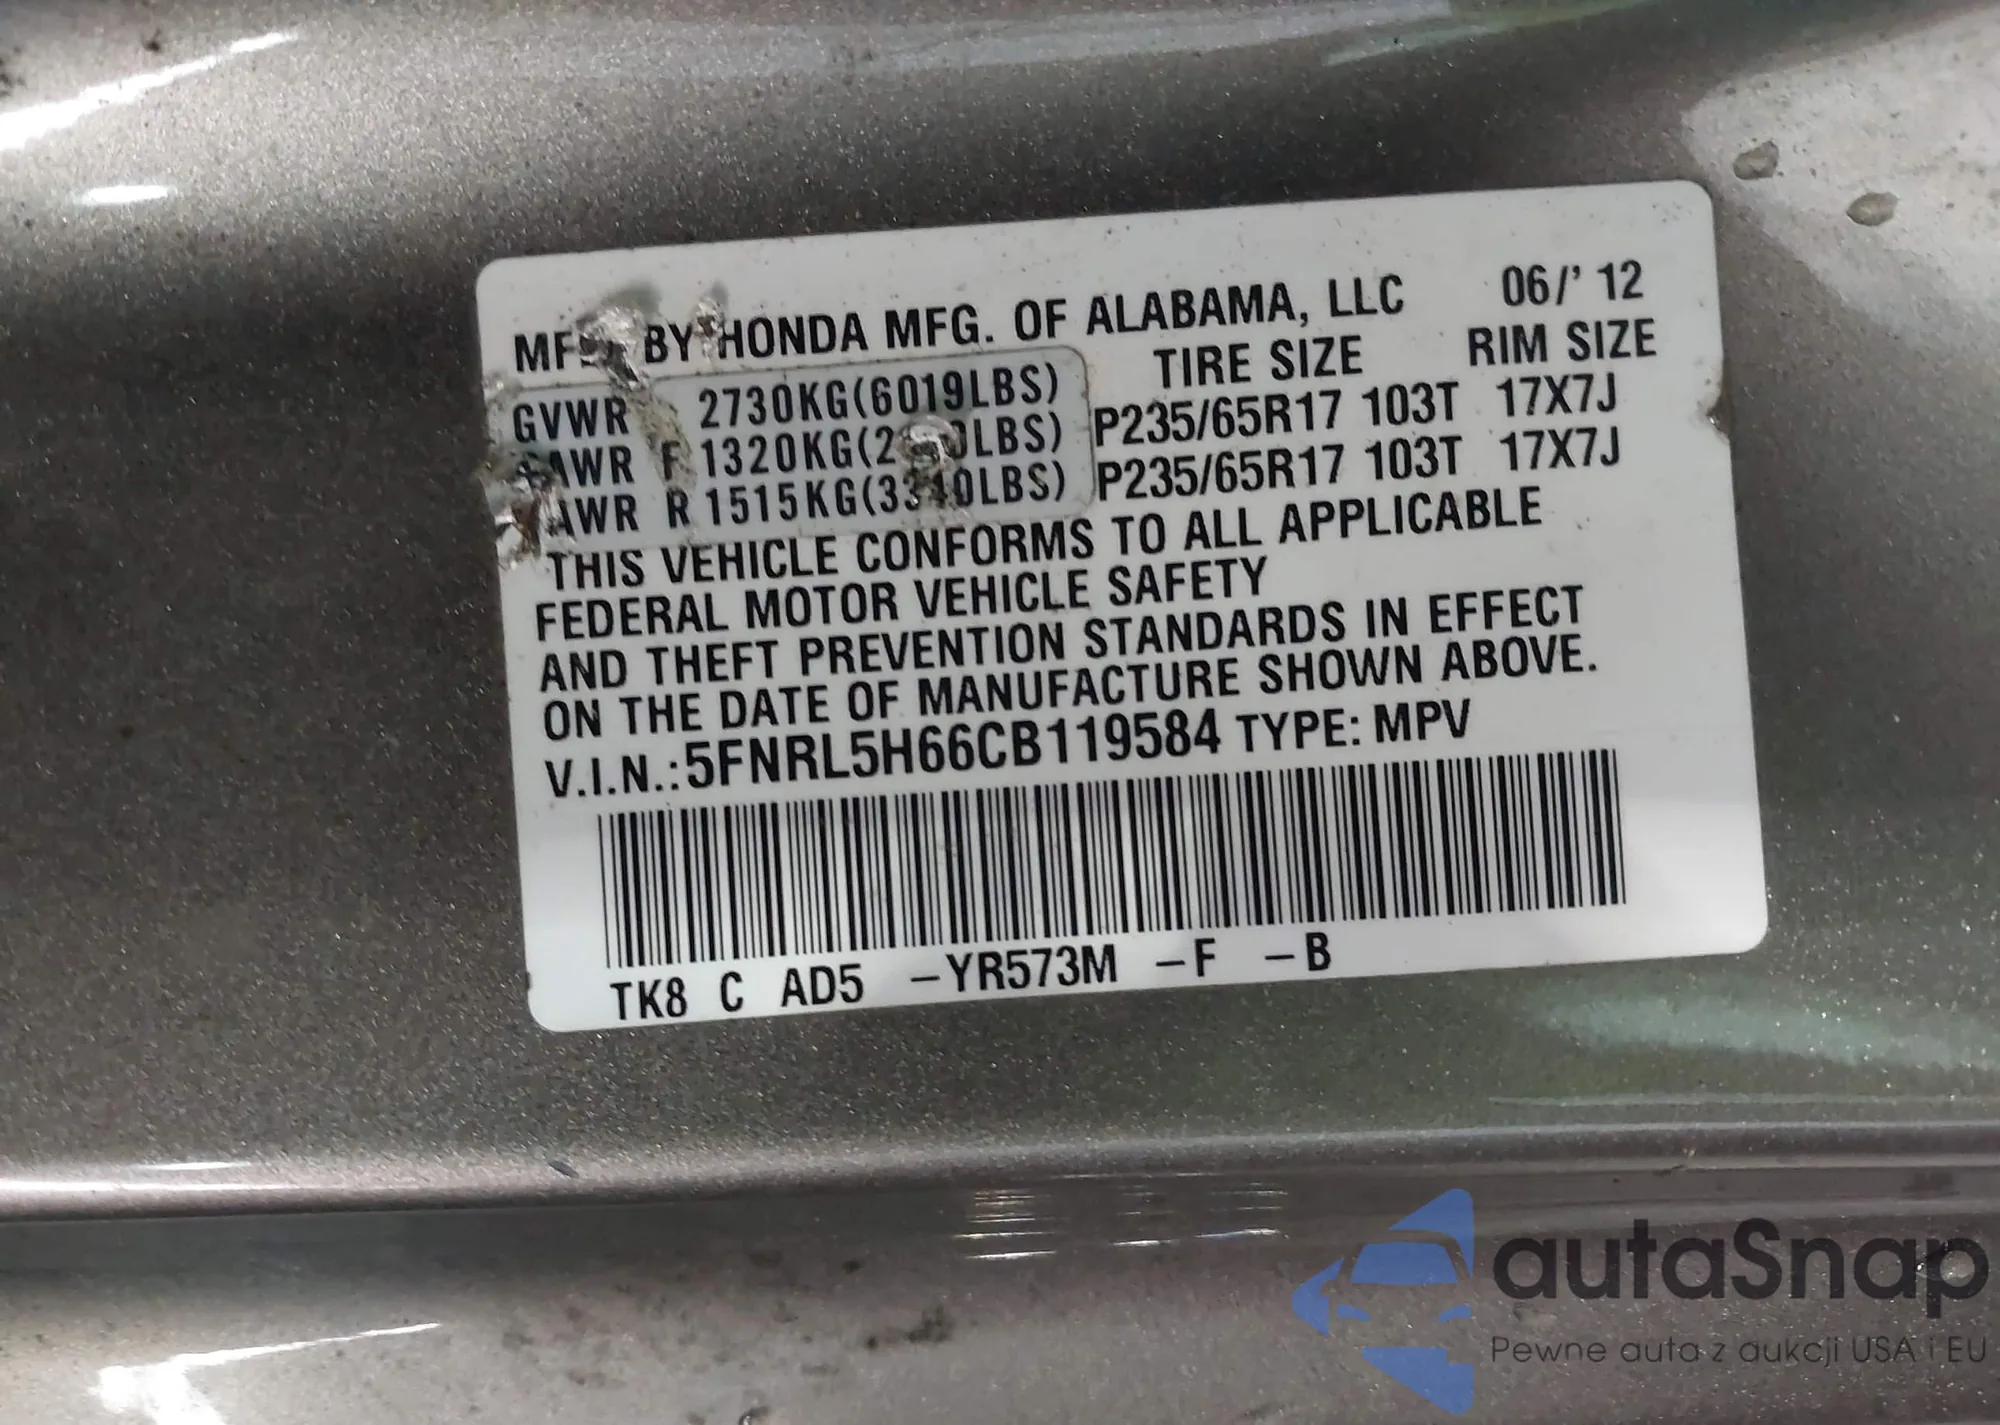 BY HONDA MFG. OF ALABAMA, LLC 06/' 12
TIRE SIZE RIM SIZE
GVWR 2730KG(6019LBS)
GAWR F 1320KG( P235/65R17 103T 17X7J
GAWR R 1515KG( P235/65R17 103T 17X7J
THIS VEHICLE CONFORMS TO ALL APPLICABLE
FEDERAL MOTOR VEHICLE SAFETY
AND THEFT PREVENTION STANDARDS IN EFFECT
ON THE DATE OF MANUFACTURE SHOWN ABOVE.
V.I.N.:5FNRL5H66CB119584 TYPE: MPV
TK8 C AD5 -YR573M -F -B
autaSnap
Pewne auta z aukcji USA i EU